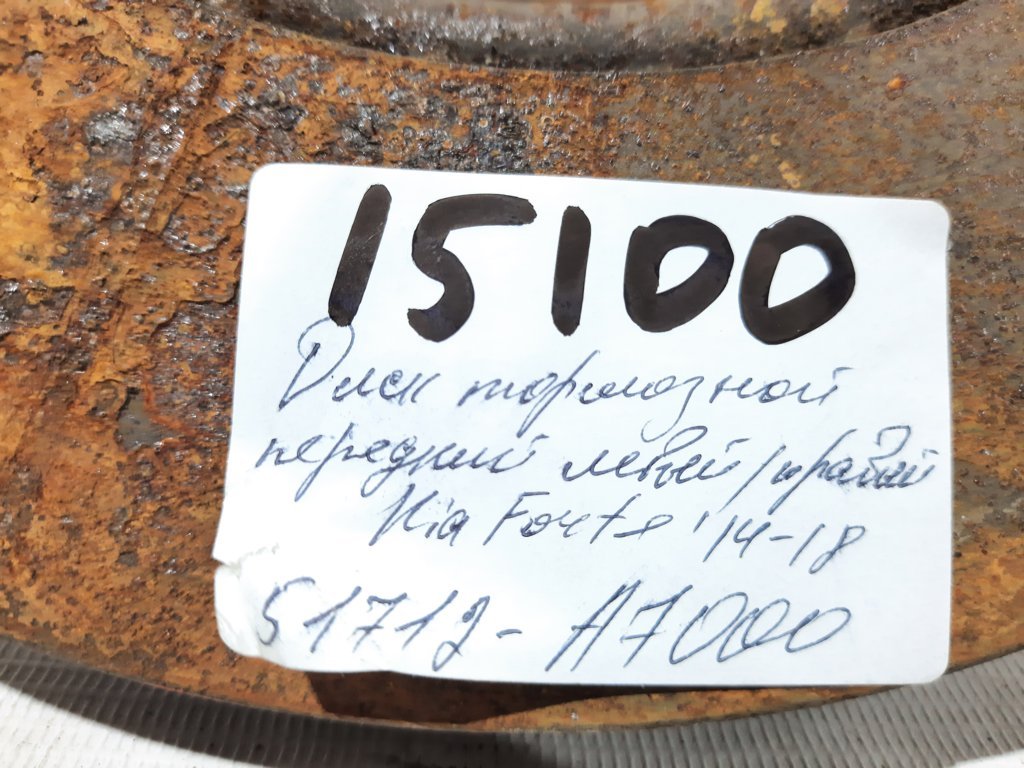 15100
Диск тормозной
передний левый/правый
Kia Forte '14-18
51712-A7000